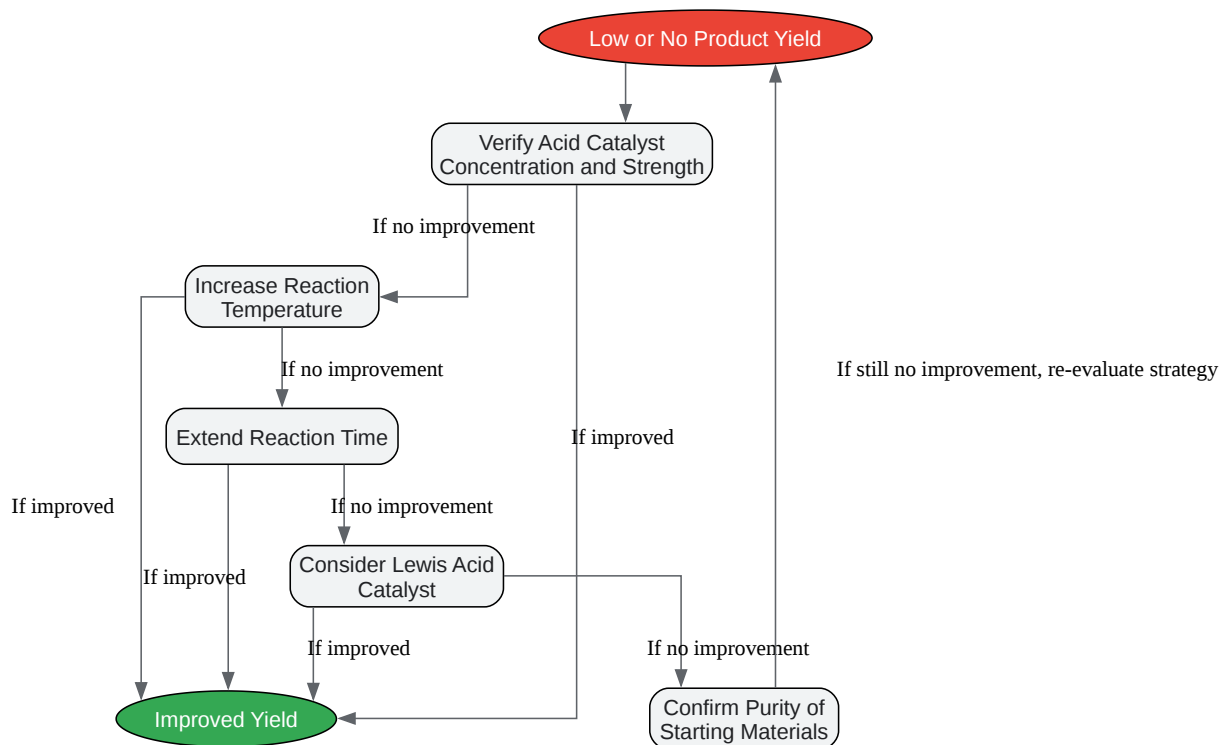 Low or No Product Yield
Verify Acid Catalyst
Concentration and Strength
If no improvement
Increase Reaction
Temperature
If no improvement
If still no improvement, re-evaluate strategy
Extend Reaction Time
If improved
If improved
If no improvement
Consider Lewis Acid
Catalyst
If improved
If improved
If no improvement
Improved Yield
Confirm Purity of
Starting Materials